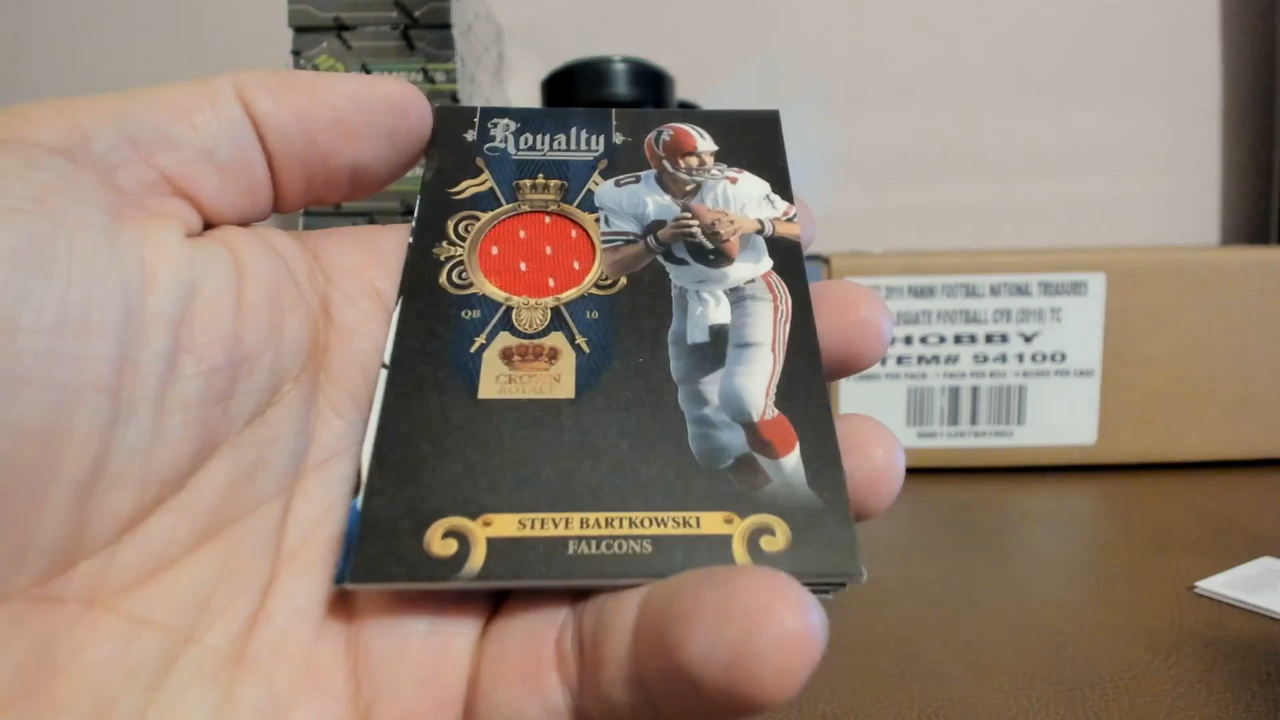 Royalty
10
QB 10
CROWN
ROYALE
STEVE BARTKOWSKI
FALCONS
2019 PANINI FOOTBALL NATIONAL TREASURES
FOOTBALL CFB (2019) TC
HOBBY
ITEM# 94100